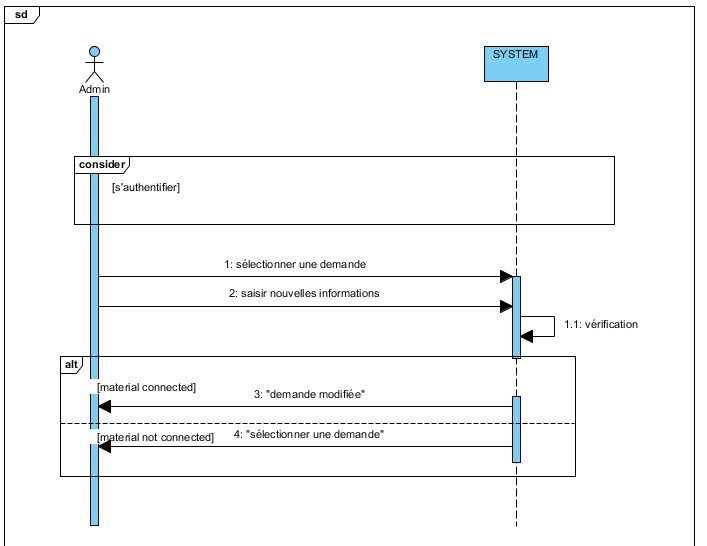 sd
SYSTEM
Admin
consider
[s'authentifier]
1: sélectionner une demande
2: saisir nouvelles informations
1.1: vérification
alt
[material connected]
3: "demande modifiée"
[material not connected]
4: "sélectionner une demande"